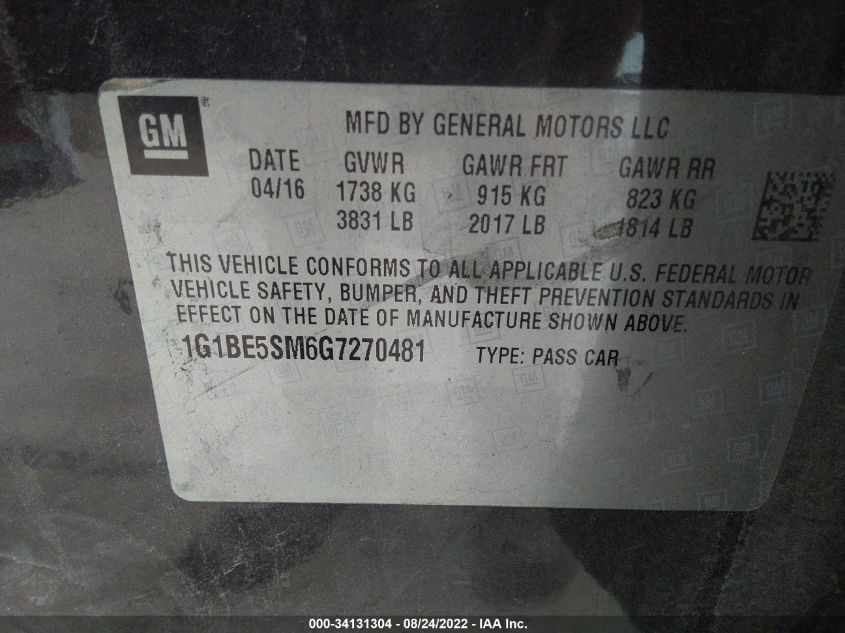 GM
MFD BY GENERAL MOTORS LLC
DATE GVWR GAWR FRT GAWR RR
04/16 1738 KG 915 KG 823 KG
3831 LB 2017 LB 1814 LB
THIS VEHICLE CONFORMS TO ALL APPLICABLE U.S. FEDERAL MOTOR
VEHICLE SAFETY, BUMPER, AND THEFT PREVENTION STANDARDS IN
EFFECT ON THE DATE OF MANUFACTURE SHOWN ABOVE.
1G1BE5SM6G7270481 TYPE: PASS CAR
000-34131304 - 08/24/2022 - IAA Inc.